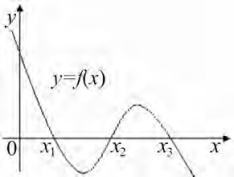 y
y=f(x)
0 x₁ x₂ x₃ x